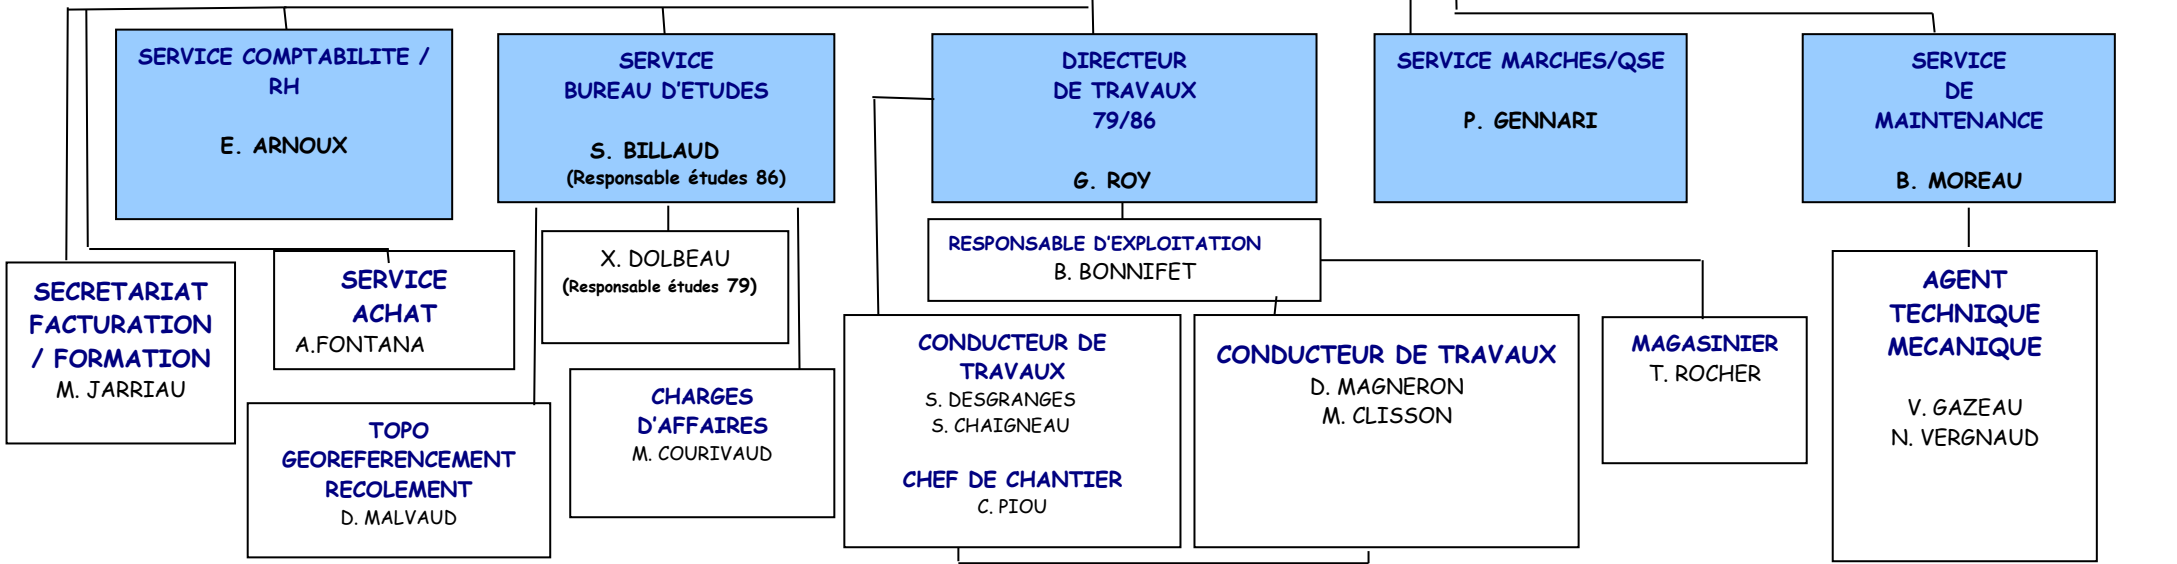 SERVICE COMPTABILITE /
RH
E. ARNOUX
SERVICE
BUREAU D'ETUDES
S. BILLAUD
(Responsable études 86)
DIRECTEUR
DE TRAVAUX
79/86
G. ROY
SERVICE MARCHES/QSE
P. GENNARI
SERVICE
DE
MAINTENANCE
B. MOREAU
SECRETARIAT
FACTURATION
/ FORMATION
M. JARRIAU
SERVICE
ACHAT
A.FONTANA
X. DOLBEAU
(Responsable études 79)
RESPONSABLE D'EXPLOITATION
B. BONNIFET
TOPO
GEOREFERENCEMENT
RECOLEMENT
D. MALVAUD
CHARGES
D'AFFAIRES
M. COURIVAUD
CONDUCTEUR DE
TRAVAUX
S. DESGRANGES
S. CHAIGNEAU
CHEF DE CHANTIER
C. PIOU
CONDUCTEUR DE TRAVAUX
D. MAGNERON
M. CLISSON
MAGASINIER
T. ROCHER
AGENT
TECHNIQUE
MECANIQUE
V. GAZEAU
N. VERGNAUD